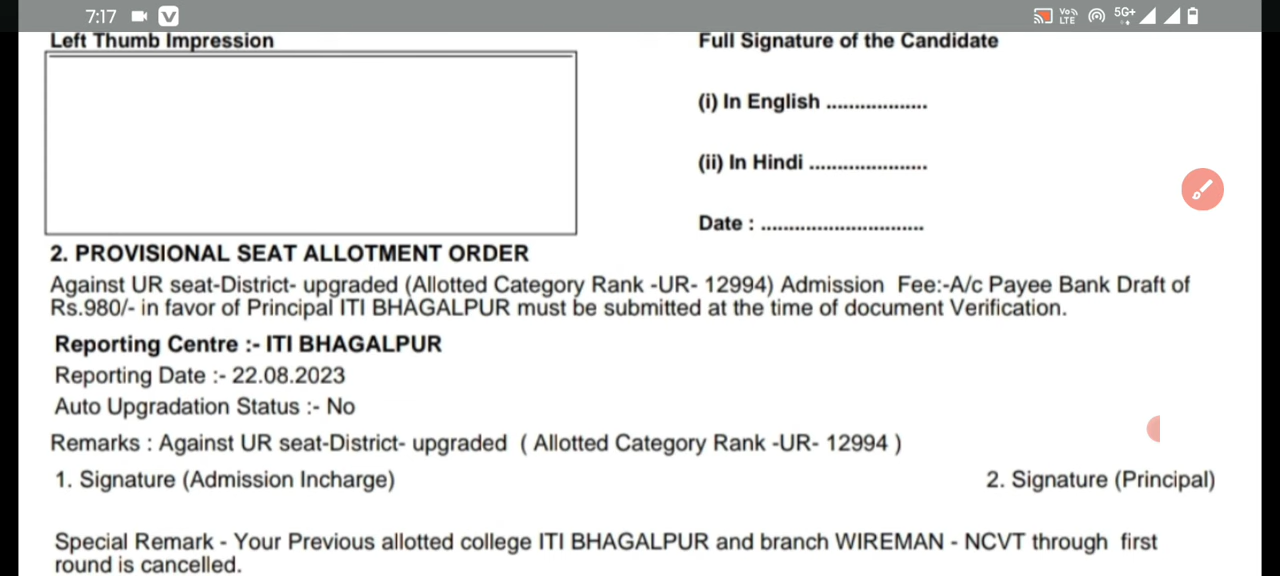 7:17
Vo)) LTE 5G+
Left Thumb Impression
Full Signature of the Candidate
(i) In English ..................
(ii) In Hindi .....................
Date : .............................
2. PROVISIONAL SEAT ALLOTMENT ORDER
Against UR seat-District- upgraded (Allotted Category Rank -UR- 12994) Admission Fee:-A/c Payee Bank Draft of
Rs.980/- in favor of Principal ITI BHAGALPUR must be submitted at the time of document Verification.
Reporting Centre :- ITI BHAGALPUR
Reporting Date :- 22.08.2023
Auto Upgradation Status :- No
Remarks : Against UR seat-District- upgraded ( Allotted Category Rank -UR- 12994 )
1. Signature (Admission Incharge)
2. Signature (Principal)
Special Remark - Your Previous allotted college ITI BHAGALPUR and branch WIREMAN - NCVT through first
round is cancelled.